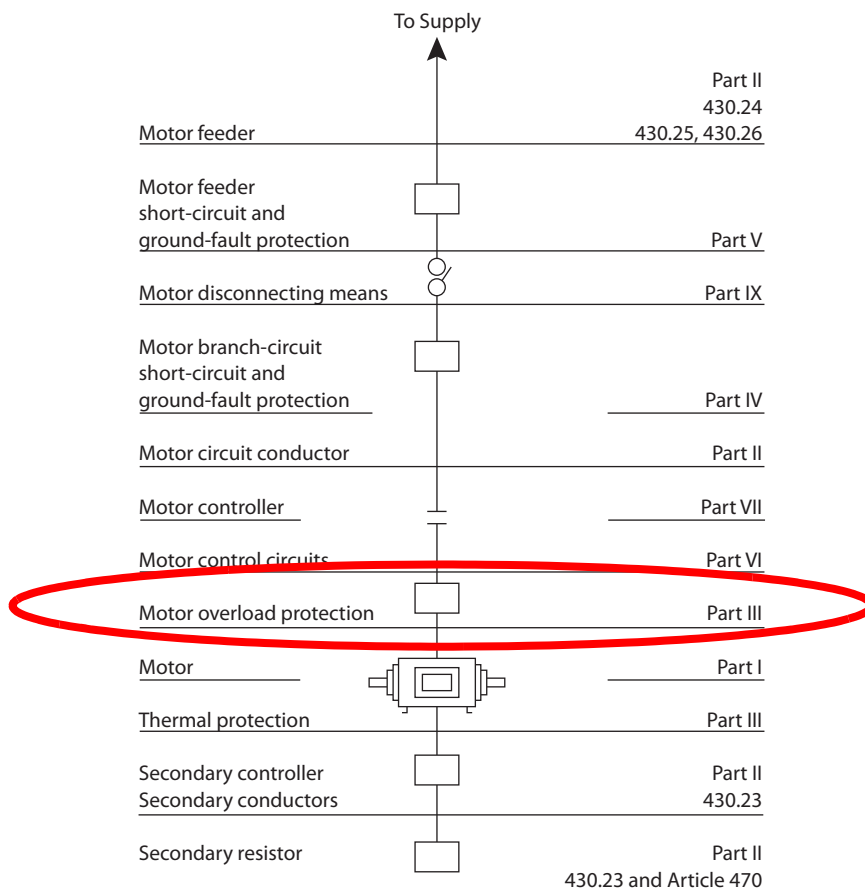 To Supply
Part II
430.24
Motor feeder 430.25, 430.26
Motor feeder
short-circuit and
ground-fault protection Part V
Motor disconnecting means Part IX
Motor branch-circuit
short-circuit and
ground-fault protection Part IV
Motor circuit conductor Part II
Motor controller Part VII
Motor control circuits Part VI
Motor overload protection Part III
Motor Part I
Thermal protection Part III
Secondary controller Part II
Secondary conductors 430.23
Secondary resistor Part II
430.23 and Article 470